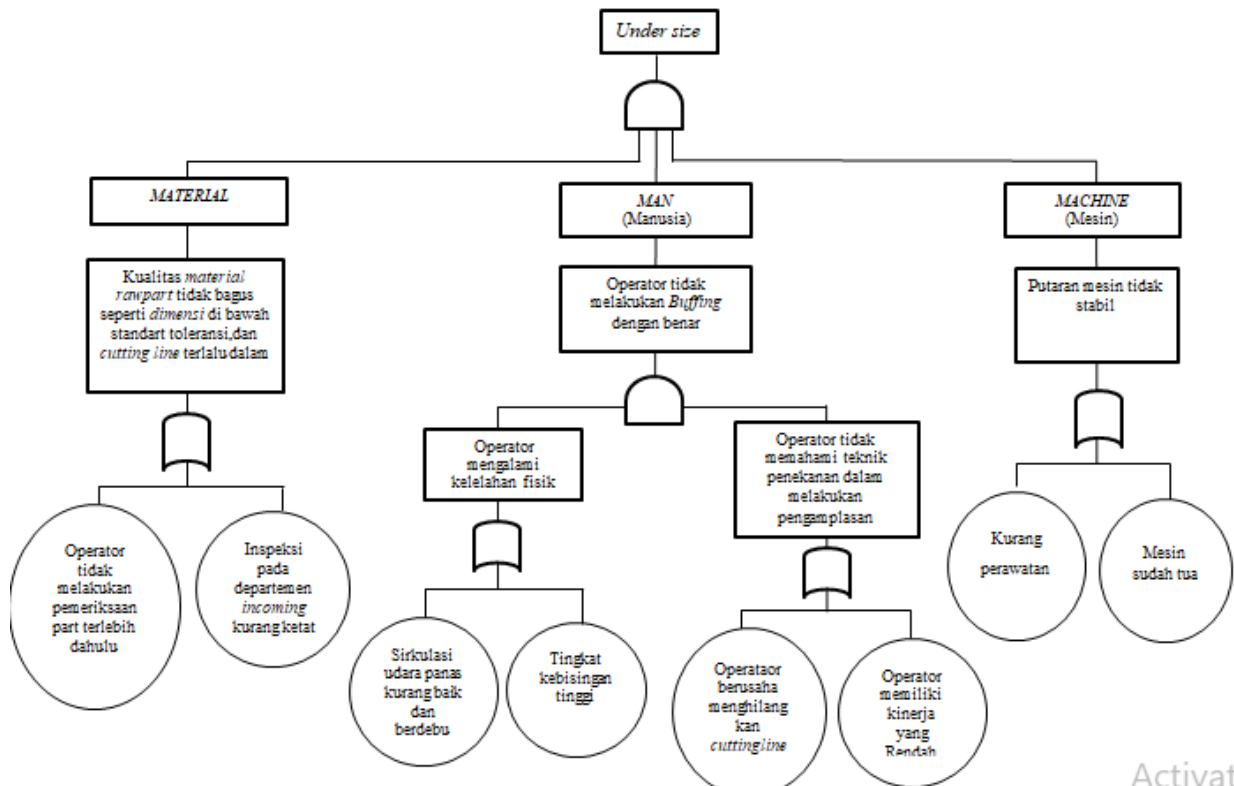 Under size
MATERIAL
MAN
(Manusia)
MACHINE
(Mesin)
Kualitas material
rawpart tidak bagus
seperti dimensi di bawah
standart toleransi,dan
cutting line terlalu dalam
Operator tidak
melakukan Buffing
dengan benar
Putaran mesin tidak
stabil
Operator
mengalami
kelelahan fisik
Operator tidak
memahami teknik
penekanan dalam
melakukan
pengamplasan
Operator
tidak
melakukan
pemeriksaan
part terlebih
dahulu
Inspeksi
pada
departemen
incoming
kurang ketat
Kurang
perawatan
Mesin
sudah tua
Sirkulasi
udara panas
kurang baik
dan
berdebu
Tingkat
kebisingan
tinggi
Operataor
berusaha
menghilang
kan
cuttingline
Operator
memiliki
kinerja
yang
Rendah
Activat